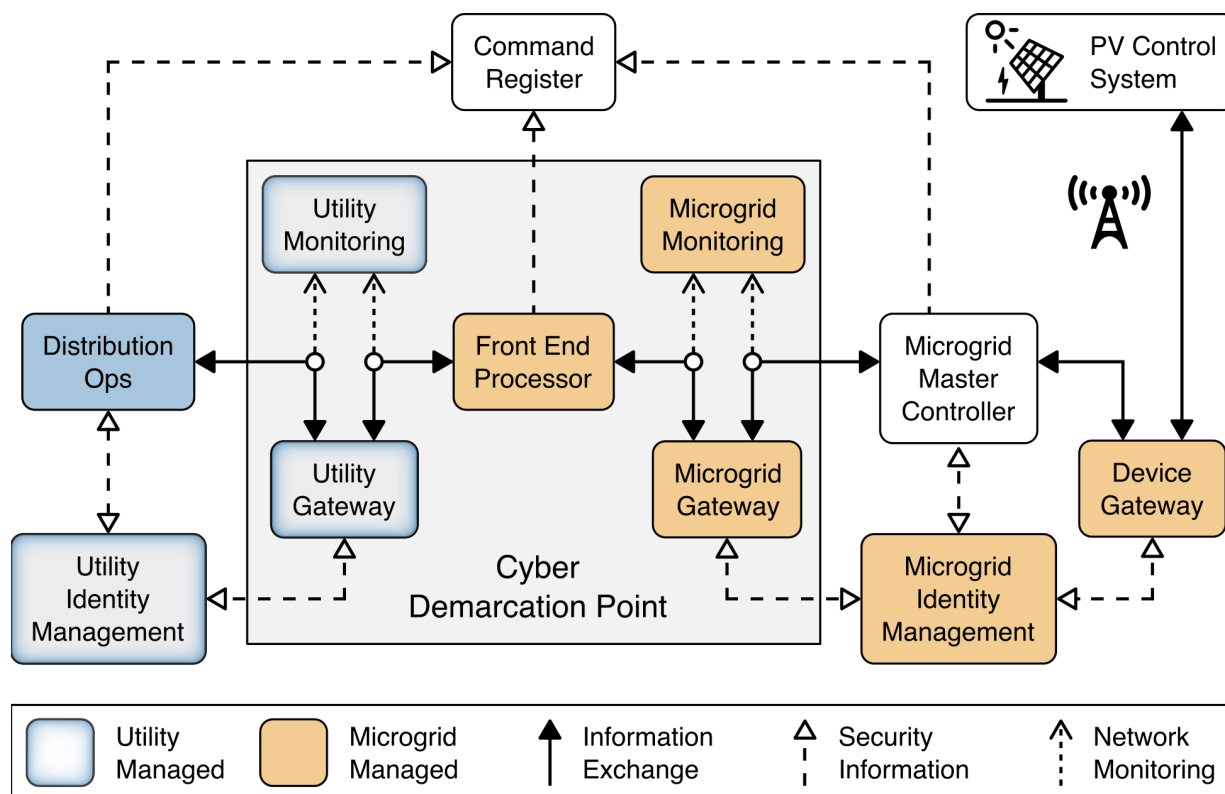 Command
Register
PV Control
System
Utility
Monitoring
Microgrid
Monitoring
Distribution
Ops
Front End
Processor
Microgrid
Master
Controller
Utility
Gateway
Microgrid
Gateway
Device
Gateway
Cyber
Demarcation Point
Utility
Identity
Management
Microgrid
Identity
Management
Utility
Managed
Microgrid
Managed
Information
Exchange
Security
Information
Network
Monitoring